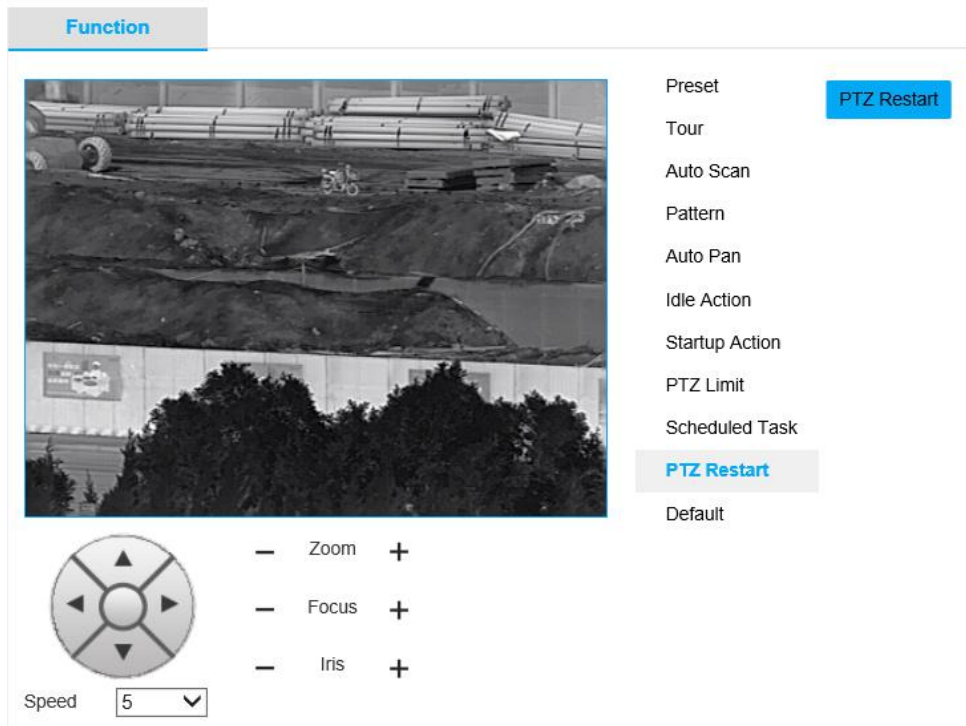 Function
Preset
PTZ Restart
Tour
Auto Scan
Pattern
Auto Pan
Idle Action
Startup Action
PTZ Limit
Scheduled Task
PTZ Restart
Default
Zoom
Focus
Iris
Speed
5